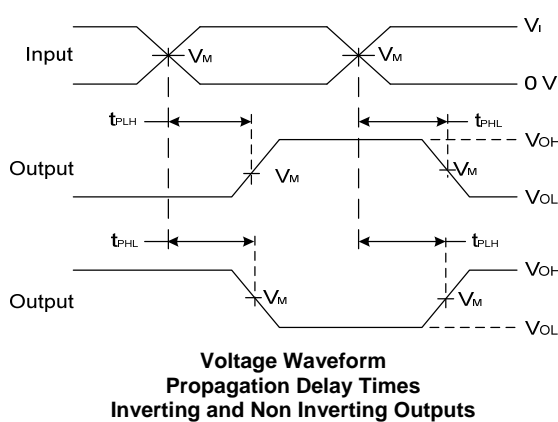 VI
Input VM VM
0 V
tPLH tPHL
VOH
Output VM VM
VOL
tPHL tPLH
VOH
Output VM VM
VOL
Voltage Waveform
Propagation Delay Times
Inverting and Non Inverting Outputs